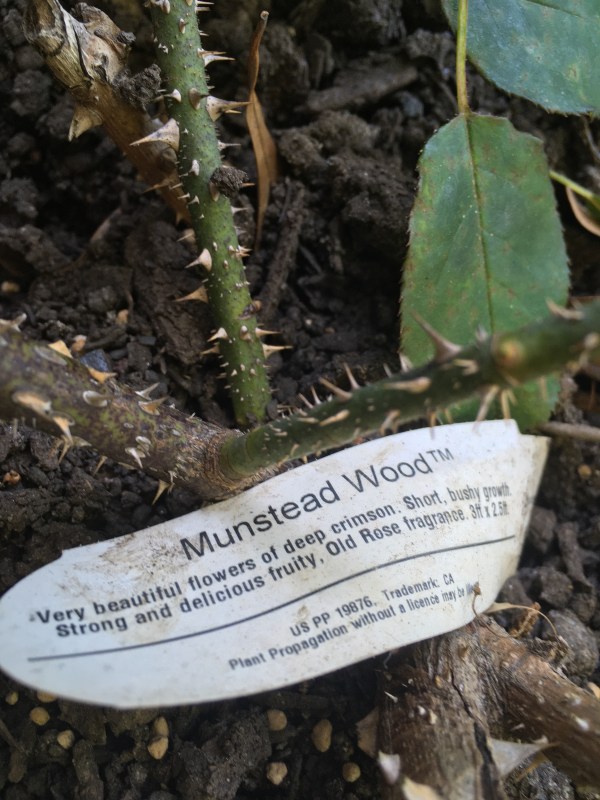 Munstead Wood™
Very beautiful flowers of deep crimson. Short, bushy growth.
Strong and delicious fruity, Old Rose fragrance. 3ft x 2.5ft.
US PP 19876. Trademark: CA
Plant Propagation without a licence may be